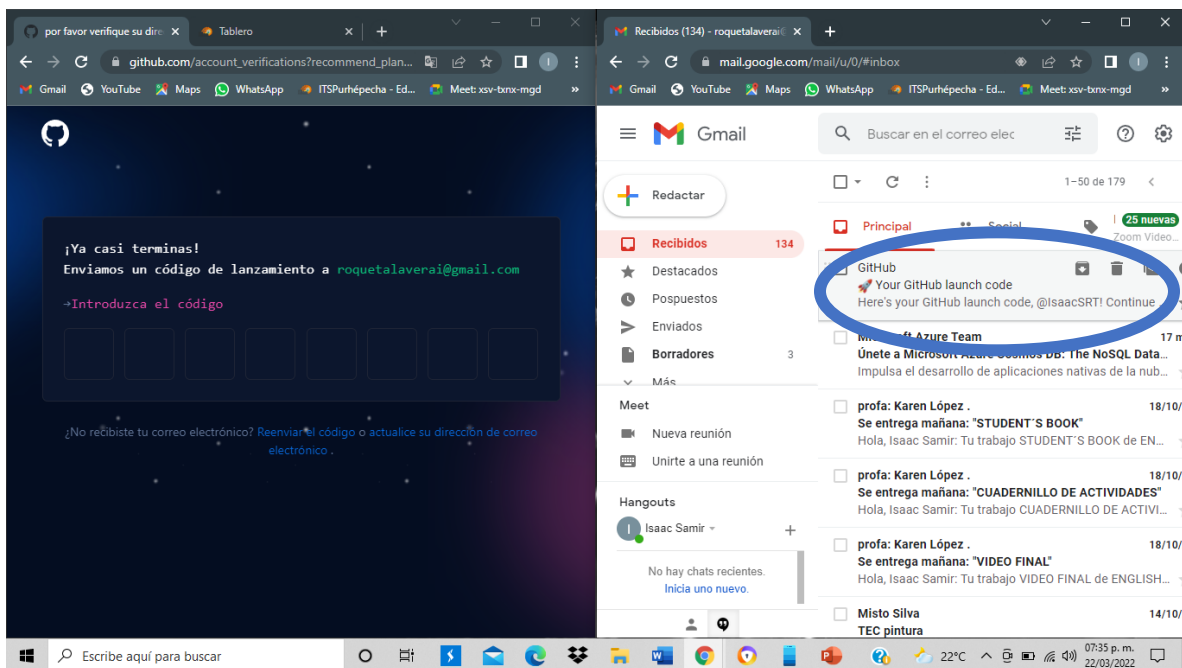 por favor verifique su dire
Tablero
github.com/account_verifications?recommend_plan...
Gmail YouTube Maps WhatsApp ITSPurhépecha - Ed... Meet: xsv-txnx-mgd »
¡Ya casi terminas!
Enviamos un código de lanzamiento a roquetalaverai@gmail.com
→Introduzca el código
¿No recibiste tu correo electrónico? Reenviar el código o actualice su dirección de correo
electrónico .
Recibidos (134) - roquetalaverai
mail.google.com/mail/u/0/#inbox
Gmail YouTube Maps WhatsApp ITSPurhépecha - Ed... Meet: xsv-txnx-mgd »
Gmail
Buscar en el correo elec
Redactar
Recibidos 134
Destacados
Pospuestos
Enviados
Borradores 3
Más
Meet
Nueva reunión
Unirte a una reunión
Hangouts
I Isaac Samir
No hay chats recientes.
Inicia uno nuevo.
1–50 de 179
Principal
Social
25 nuevas
Zoom Video...
GitHub
🚀 Your GitHub launch code
Here's your GitHub launch code, @IsaacSRT! Continue
Microsoft Azure Team 17 m
Únete a Microsoft Azure Cosmos DB: The NoSQL Data...
Impulsa el desarrollo de aplicaciones nativas de la nub...
profa: Karen López . 18/10/
Se entrega mañana: "STUDENT´S BOOK"
Hola, Isaac Samir: Tu trabajo STUDENT´S BOOK de EN...
profa: Karen López . 18/10/
Se entrega mañana: "CUADERNILLO DE ACTIVIDADES"
Hola, Isaac Samir: Tu trabajo CUADERNILLO DE ACTIVI...
profa: Karen López . 18/10/
Se entrega mañana: "VIDEO FINAL"
Hola, Isaac Samir: Tu trabajo VIDEO FINAL de ENGLISH...
Misto Silva 14/10/
TEC pintura
Escribe aquí para buscar
22°C
07:35 p. m.
22/03/2022